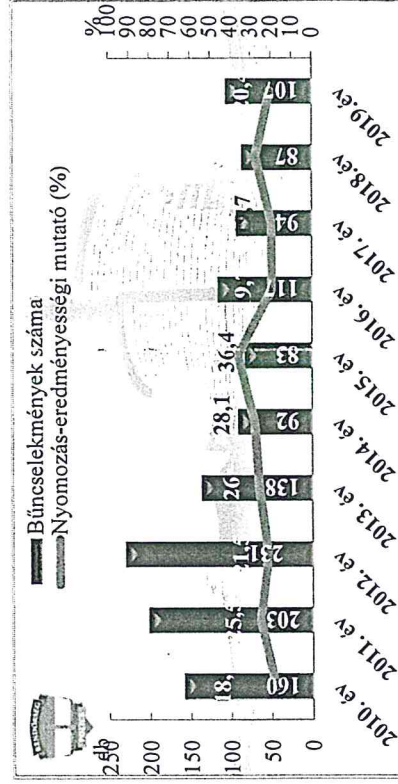 Bűncselekmények száma
Nyomozás-eredményességi mutató (%)
%
250
200
150
100
50
0
100
90
80
70
60
50
40
30
20
10
0
160
203
231
138
92
83
117
94
87
107
26
28,1
36,4
2010. év
2011. év
2012. év
2013. év
2014. év
2015. év
2016. év
2017. év
2018. év
2019. év